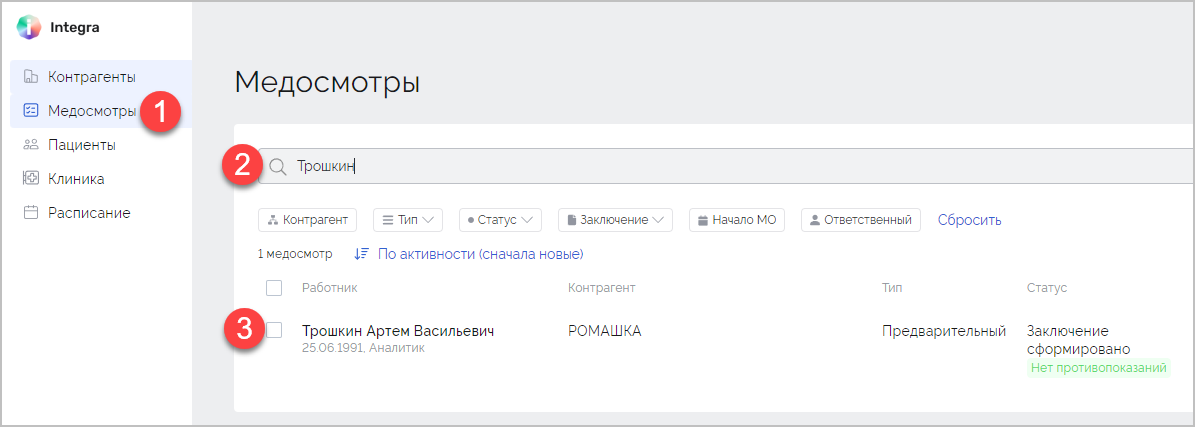 Integra
Контрагенты
Медосмотры
1
Пациенты
Клиника
Расписание
Медосмотры
2
Трошкин
Контрагент Тип Статус Заключение Начало МО Ответственный Сбросить
1 медосмотр По активности (сначала новые)
Работник Контрагент Тип Статус
3
Трошкин Артем Васильевич РОМАШКА Предварительный Заключение
25.06.1991, Аналитик сформировано
Нет противопоказаний